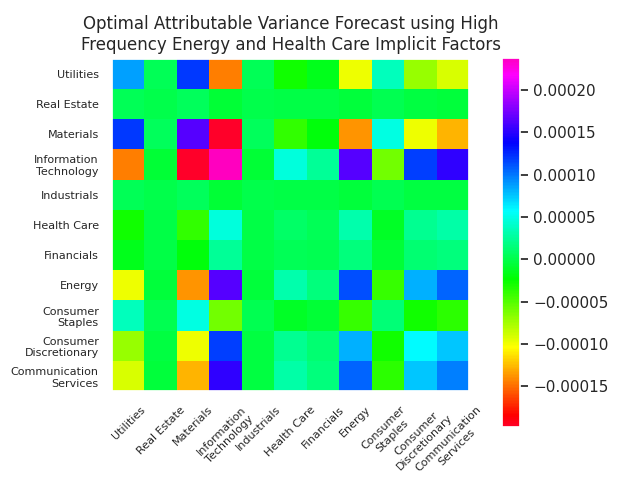 Optimal Attributable Variance Forecast using High
Frequency Energy and Health Care Implicit Factors
Utilities
Real Estate
Materials
Information
Technology
Industrials
Health Care
Financials
Energy
Consumer
Staples
Consumer
Discretionary
Communication
Services
Utilities
Real Estate
Materials
Information
Technology
Industrials
Health Care
Financials
Energy
Consumer
Staples
Consumer
Discretionary
Communication
Services
0.00020
0.00015
0.00010
0.00005
0.00000
−0.00005
−0.00010
−0.00015